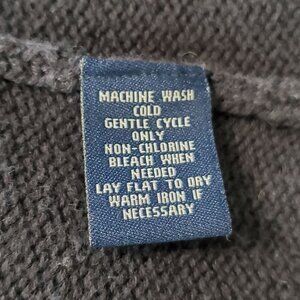 MACHINE WASH
COLD
GENTLE CYCLE
ONLY
NON-CHLORINE
BLEACH WHEN
NEEDED
LAY FLAT TO DRY
WARM IRON IF
NECESSARY